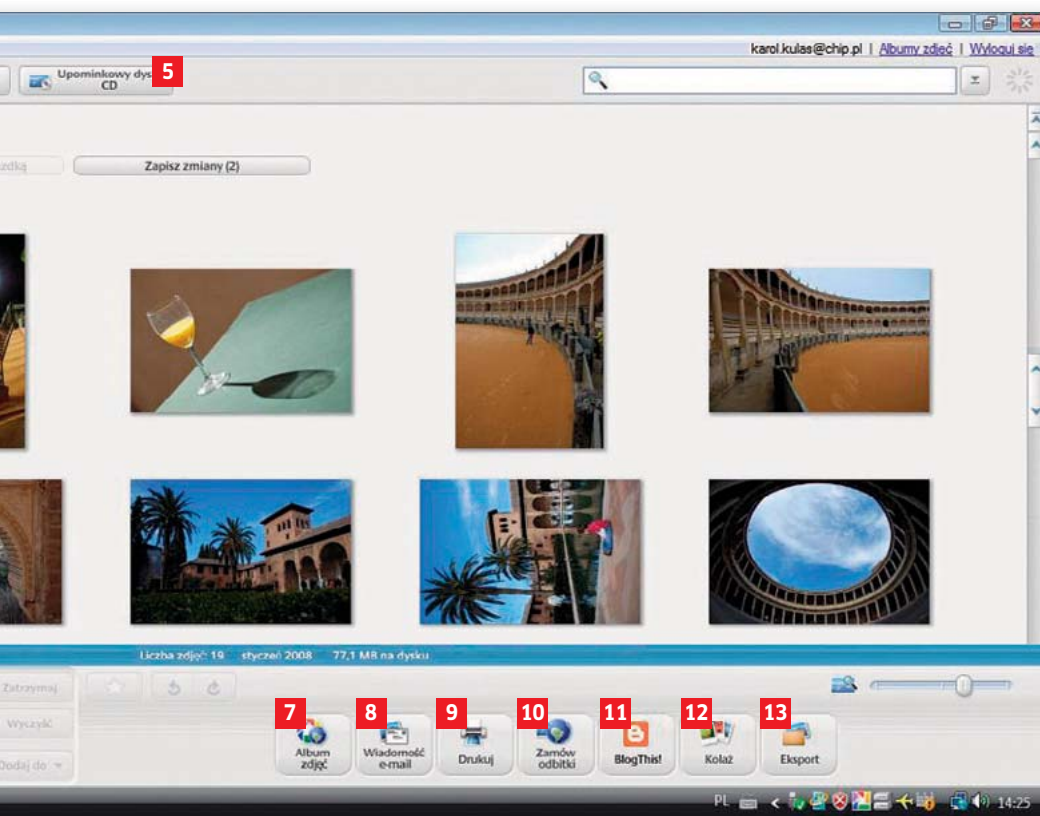 karol.kulas@chip.pl | Albumy zdjęć | Wyloguj się
Upominkowy dys
CD
5
Zapisz zmiany (2)
Liczba zdjęć: 19 styczeń 2008 77,1 MB na dysku
Zatrzymaj
Wyczyść
Dodaj do
7
Album
zdjęć
8
Wiadomość
e-mail
9
Drukuj
10
Zamów
odbitki
11
BlogThis!
12
Kolaż
13
Eksport
PL
14:25